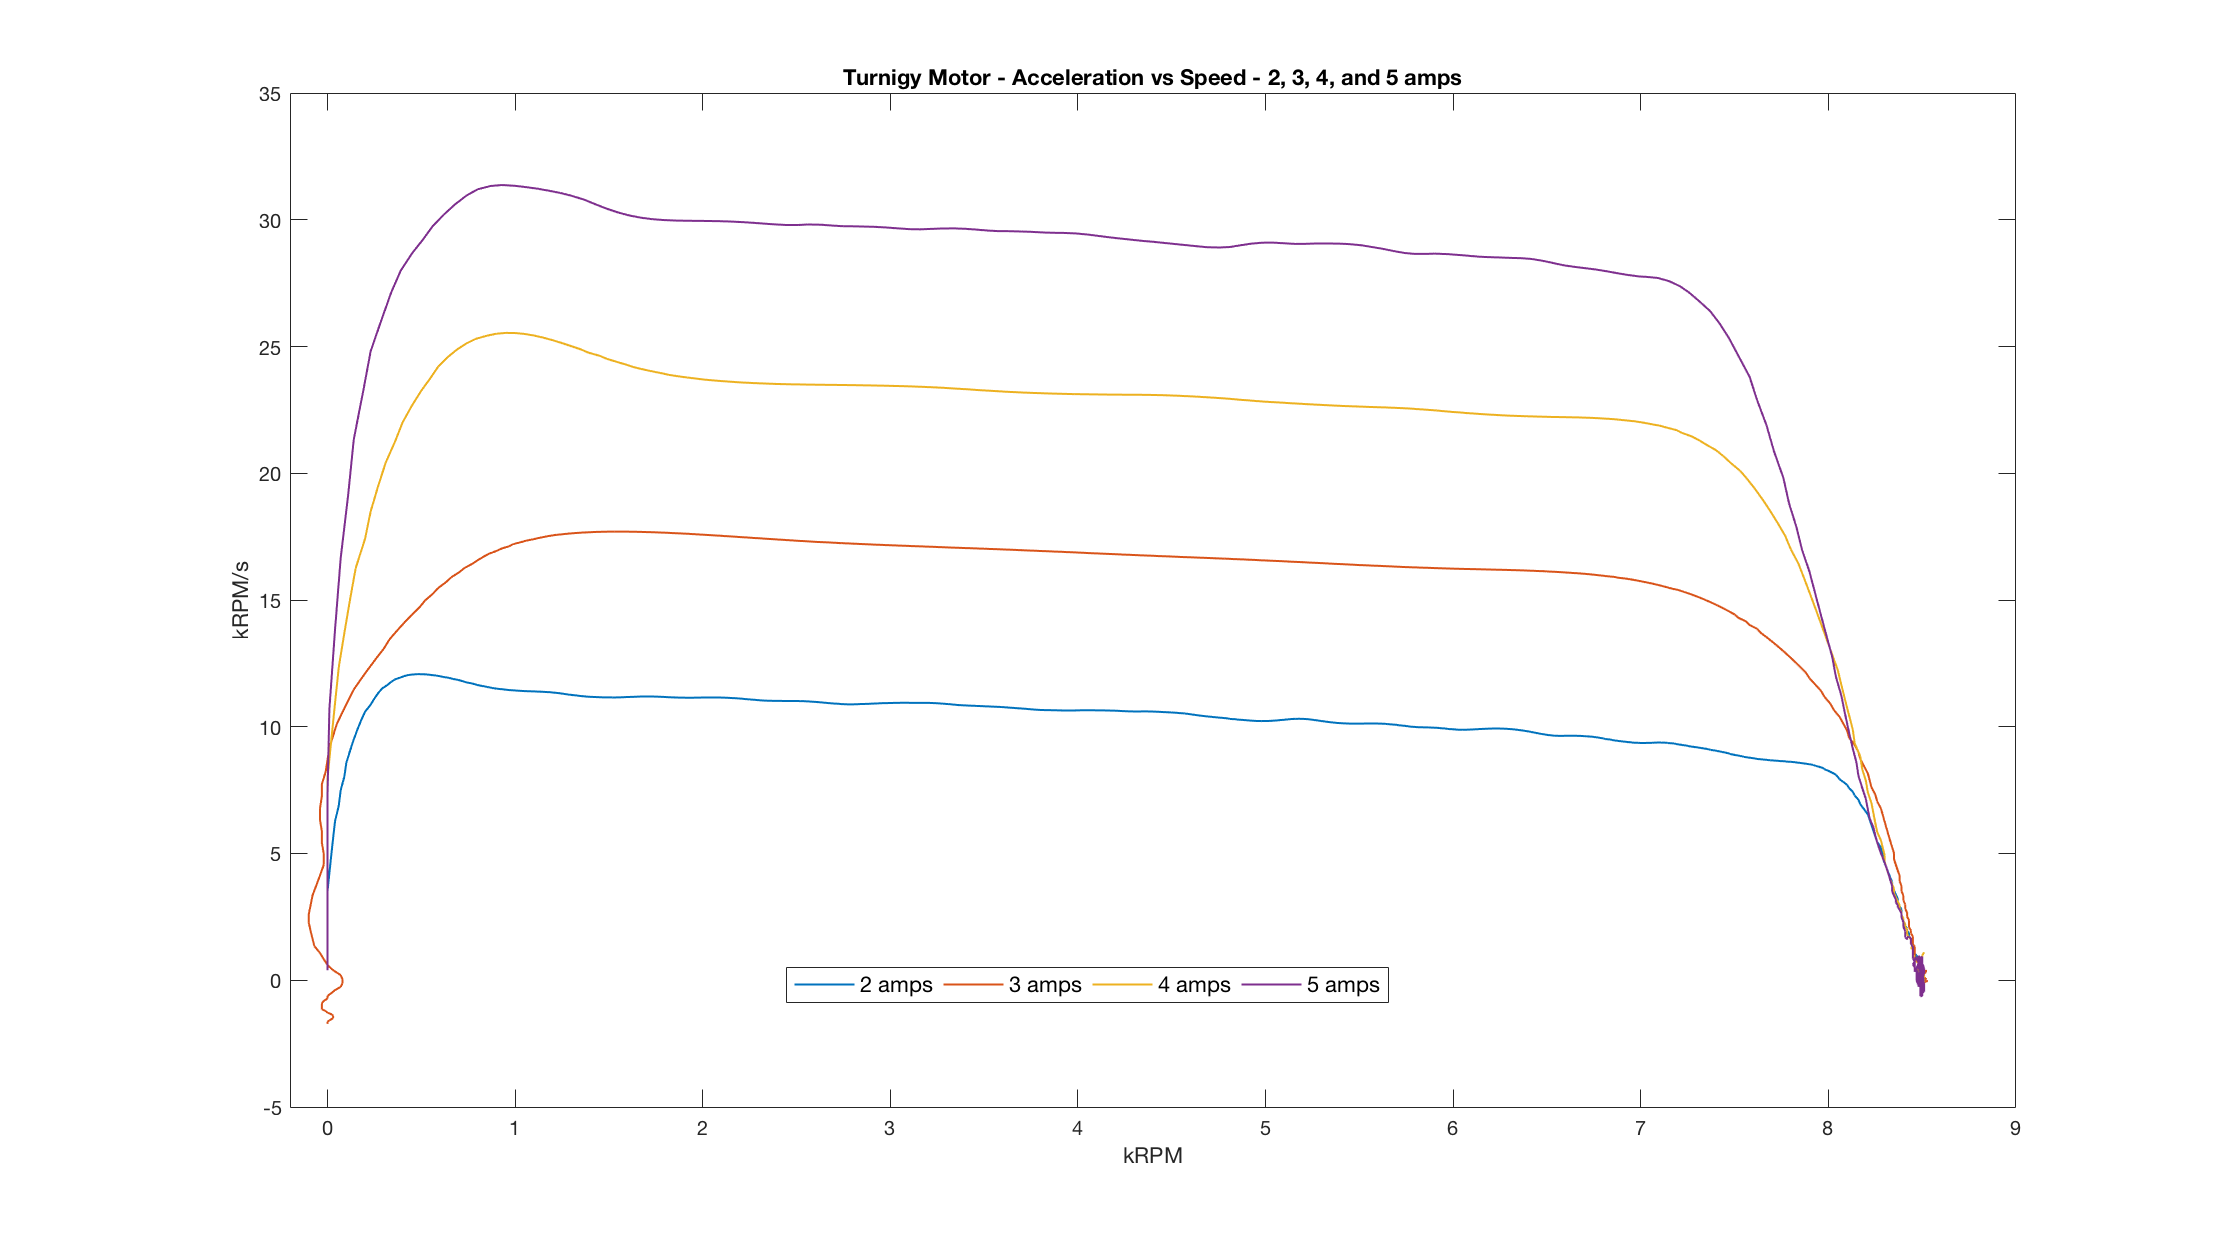 Turnigy Motor - Acceleration vs Speed - 2, 3, 4, and 5 amps
35
30
25
20
15
10
5
0
-5
kRPM/s
2 amps 3 amps 4 amps 5 amps
0 1 2 3 4 5 6 7 8 9
kRPM